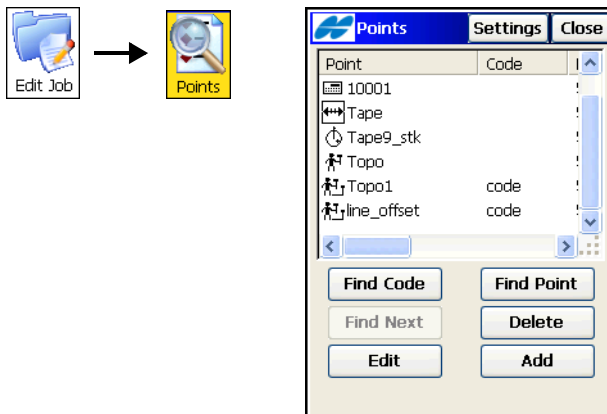 Edit Job
Points
Points Settings Close
Point Code
10001
Tape
Tape9_stk
Topo
Topo1 code
line_offset code
Find Code Find Point
Find Next Delete
Edit Add